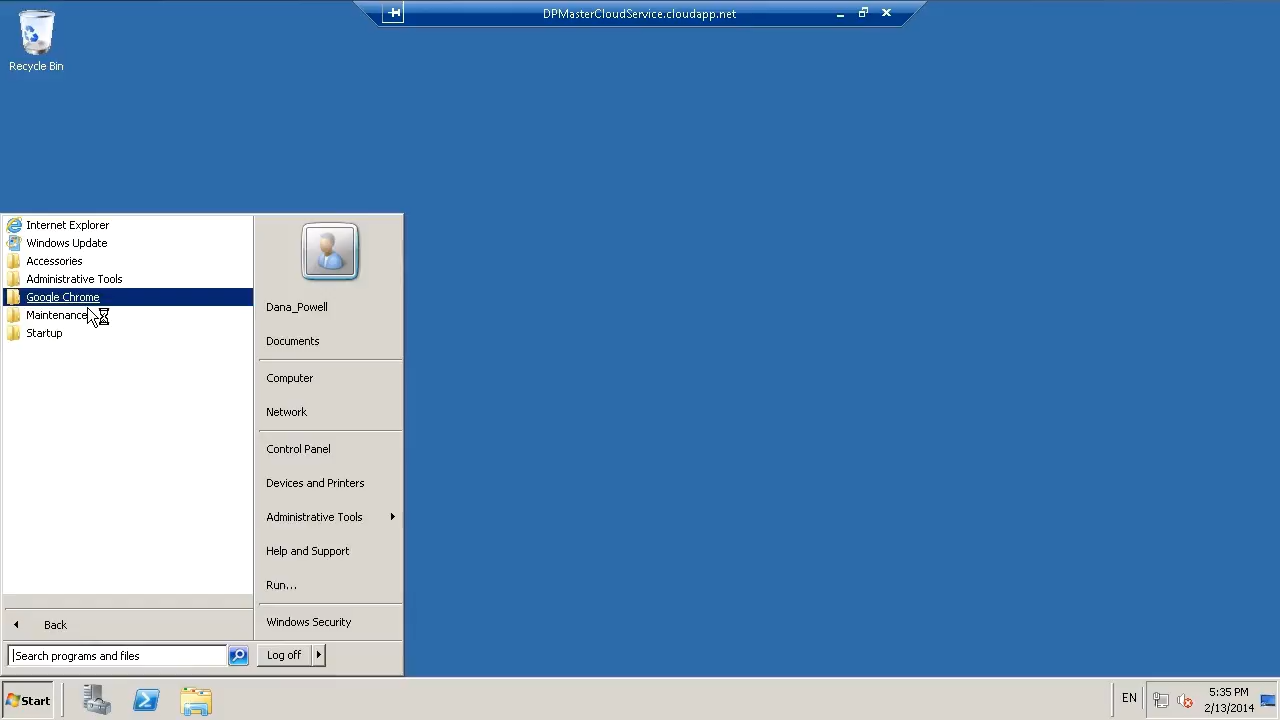 DPMasterCloudService.cloudapp.net
Recycle Bin
Internet Explorer
Windows Update
Accessories
Administrative Tools
Google Chrome
Maintenance
Startup
Back
Search programs and files
Dana_Powell
Documents
Computer
Network
Control Panel
Devices and Printers
Administrative Tools
Help and Support
Run...
Windows Security
Log off
Start
EN
5:35 PM
2/13/2014